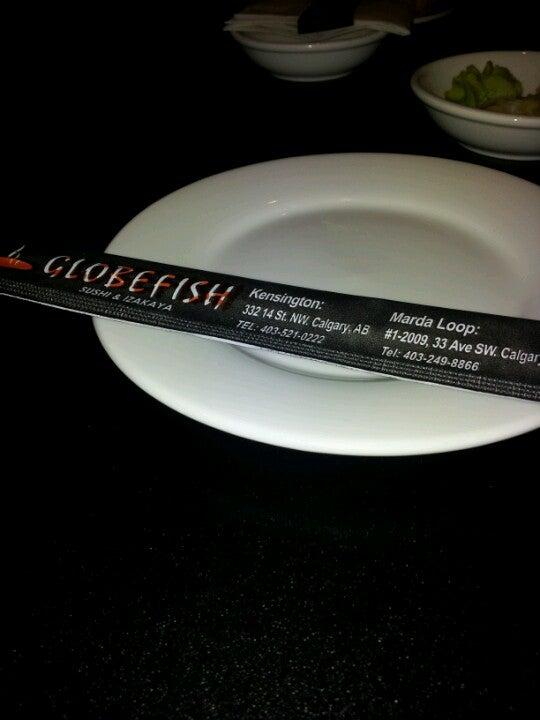 GLOBEFISH
SUSHI & IZAKAYA
Kensington:
332 14 St. NW. Calgary, AB
TEL: 403-521-0222
Marda Loop:
#1-2009, 33 Ave SW. Calgary
Tel: 403-249-8866